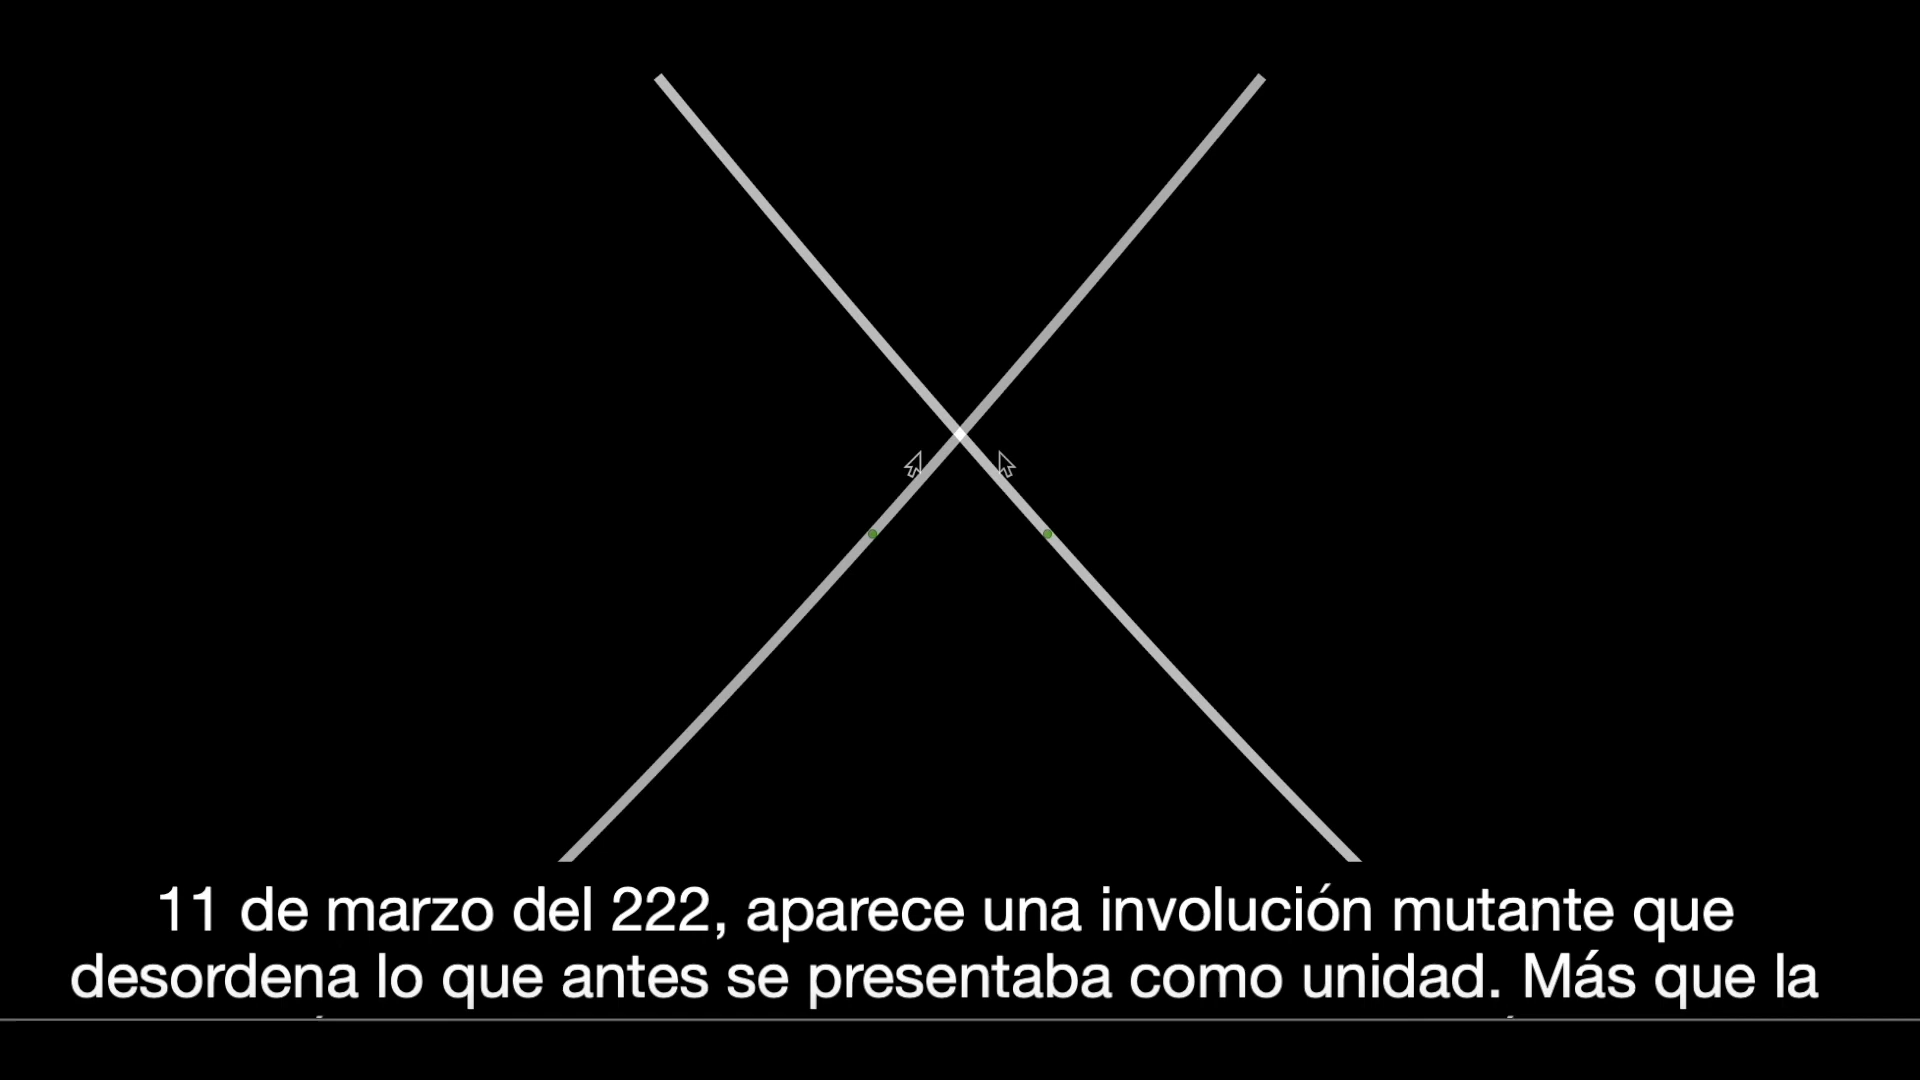 11 de marzo del 222, aparece una involución mutante que
desordena lo que antes se presentaba como unidad. Más que la